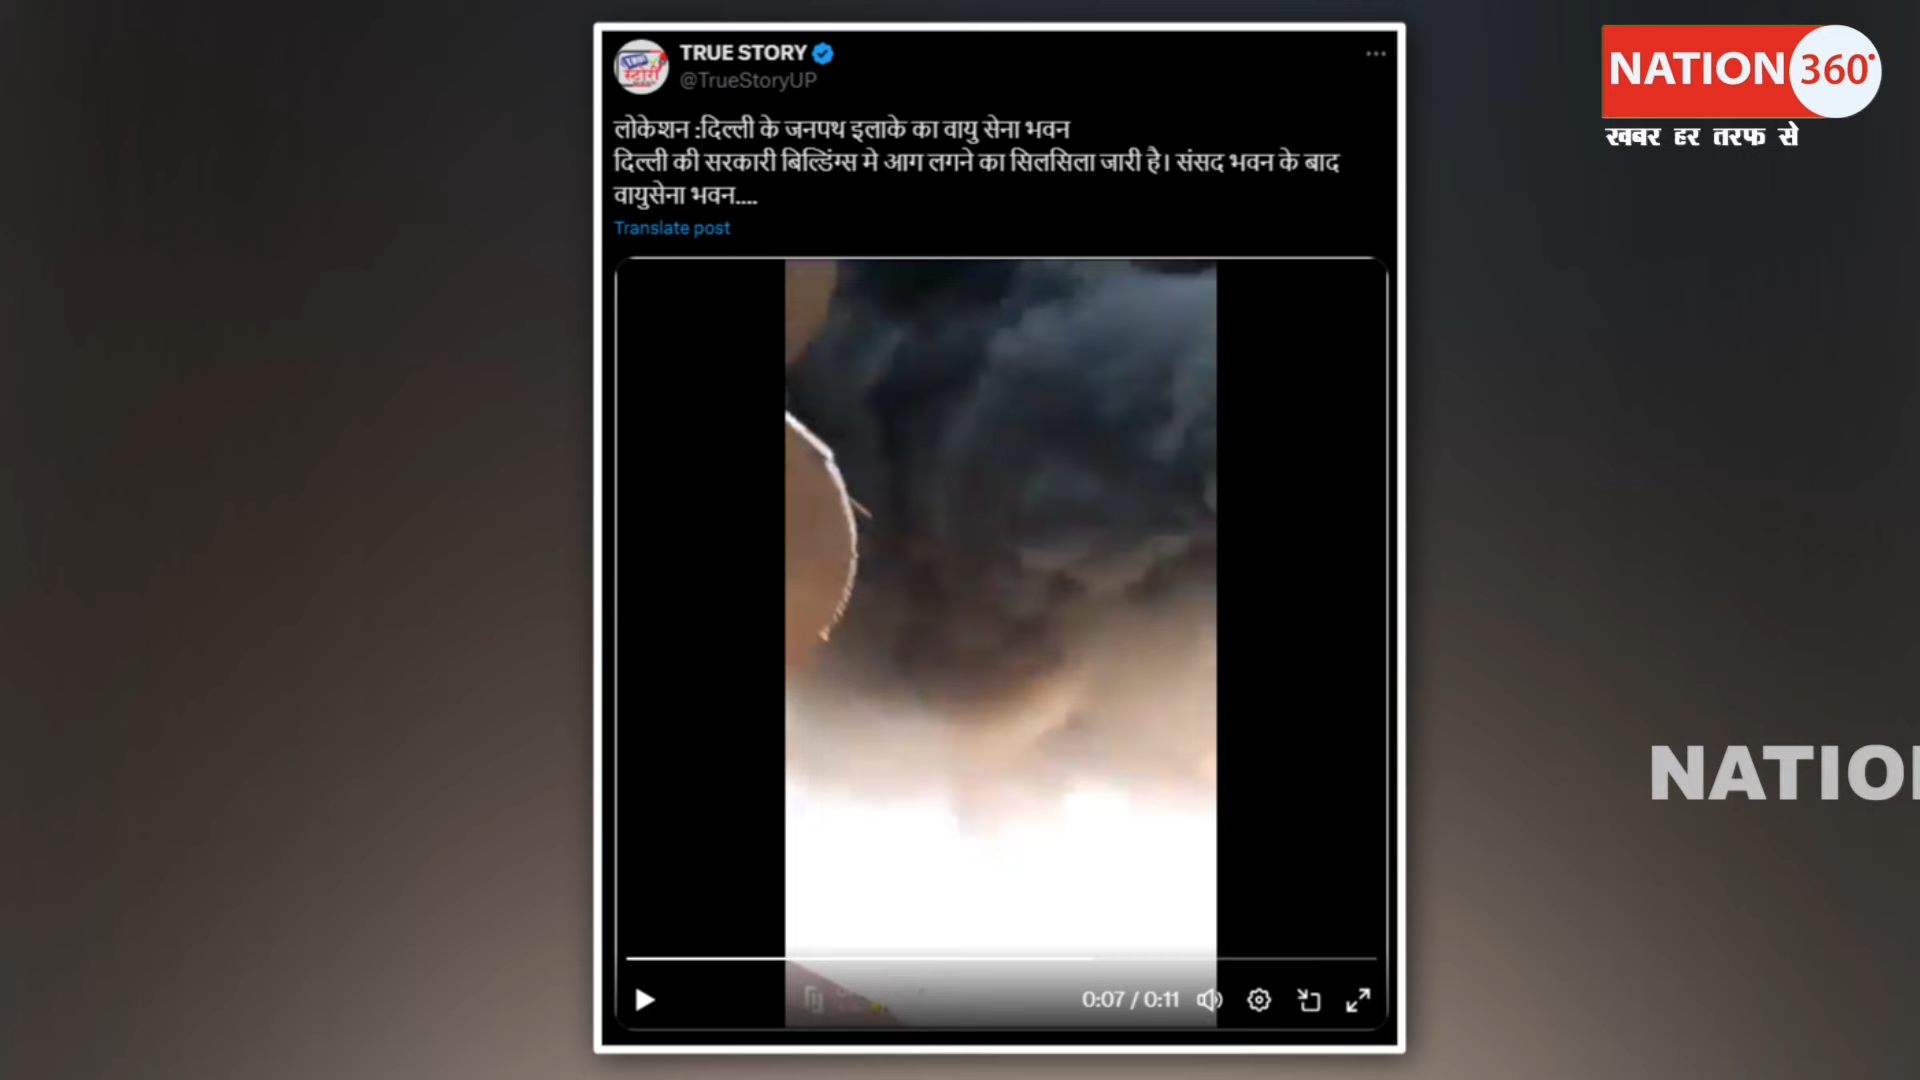 TRUE STORY
@TrueStoryUP
लोकेशन :दिल्ली के जनपथ इलाके का वायु सेना भवन
दिल्ली की सरकारी बिल्डिंग्स मे आग लगने का सिलसिला जारी है। संसद भवन के बाद
वायुसेना भवन....
Translate post
0:07 / 0:11
NATION 360°
खबर हर तरफ से
NATIO